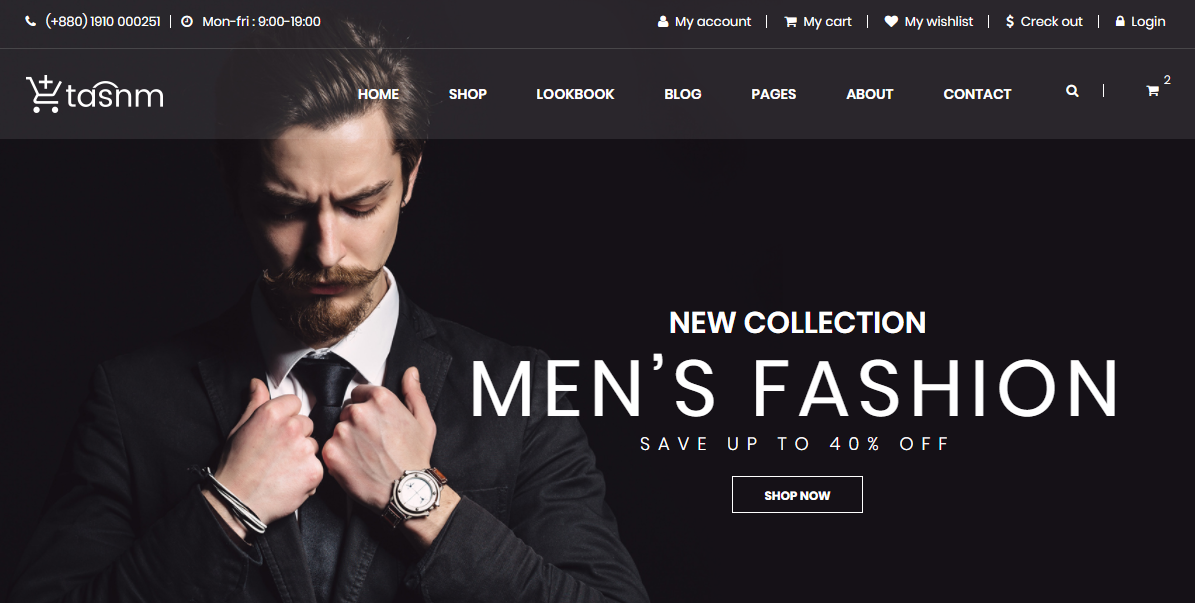 (+880) 1910 000251 | Mon-fri : 9:00-19:00
My account | My cart | My wishlist | Creck out | Login
tasnm
HOME SHOP LOOKBOOK BLOG PAGES ABOUT CONTACT
2
NEW COLLECTION
MEN’S FASHION
SAVE UP TO 40% OFF
SHOP NOW